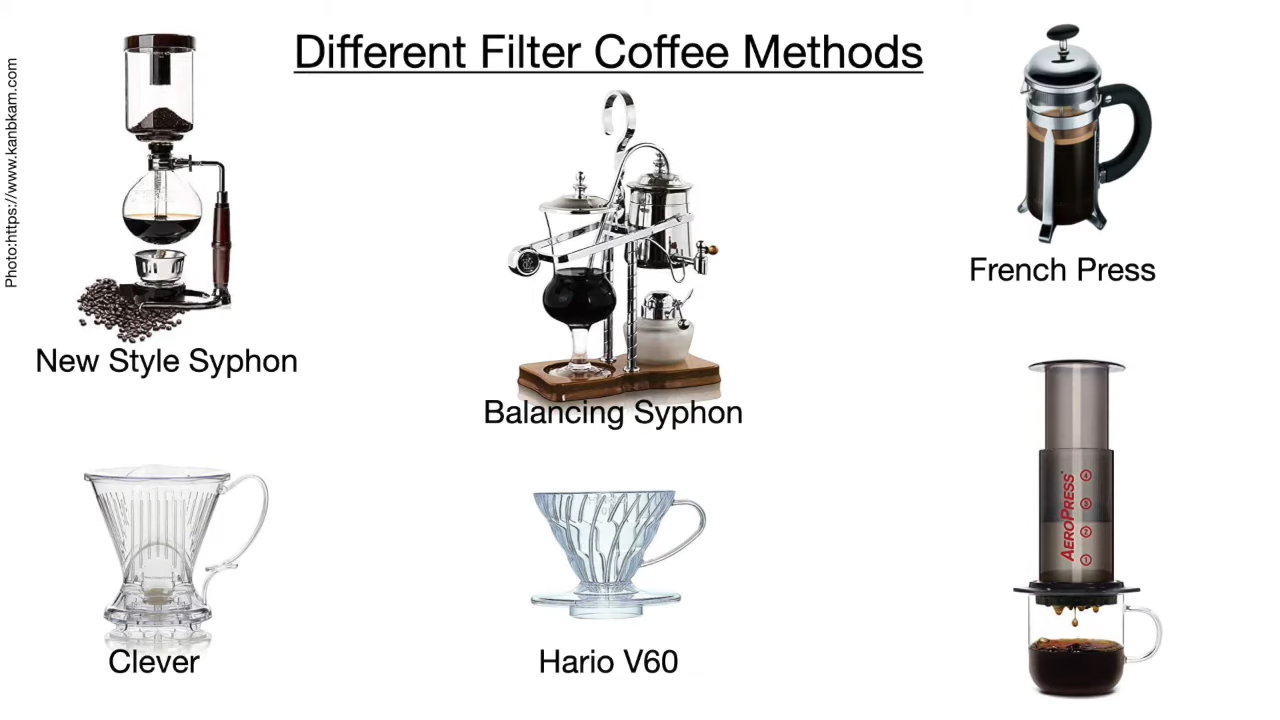 Different Filter Coffee Methods
Photo:https://www.kanbkam.com
New Style Syphon
Balancing Syphon
French Press
Clever
Hario V60
AEROPRESS
4
3
2
1